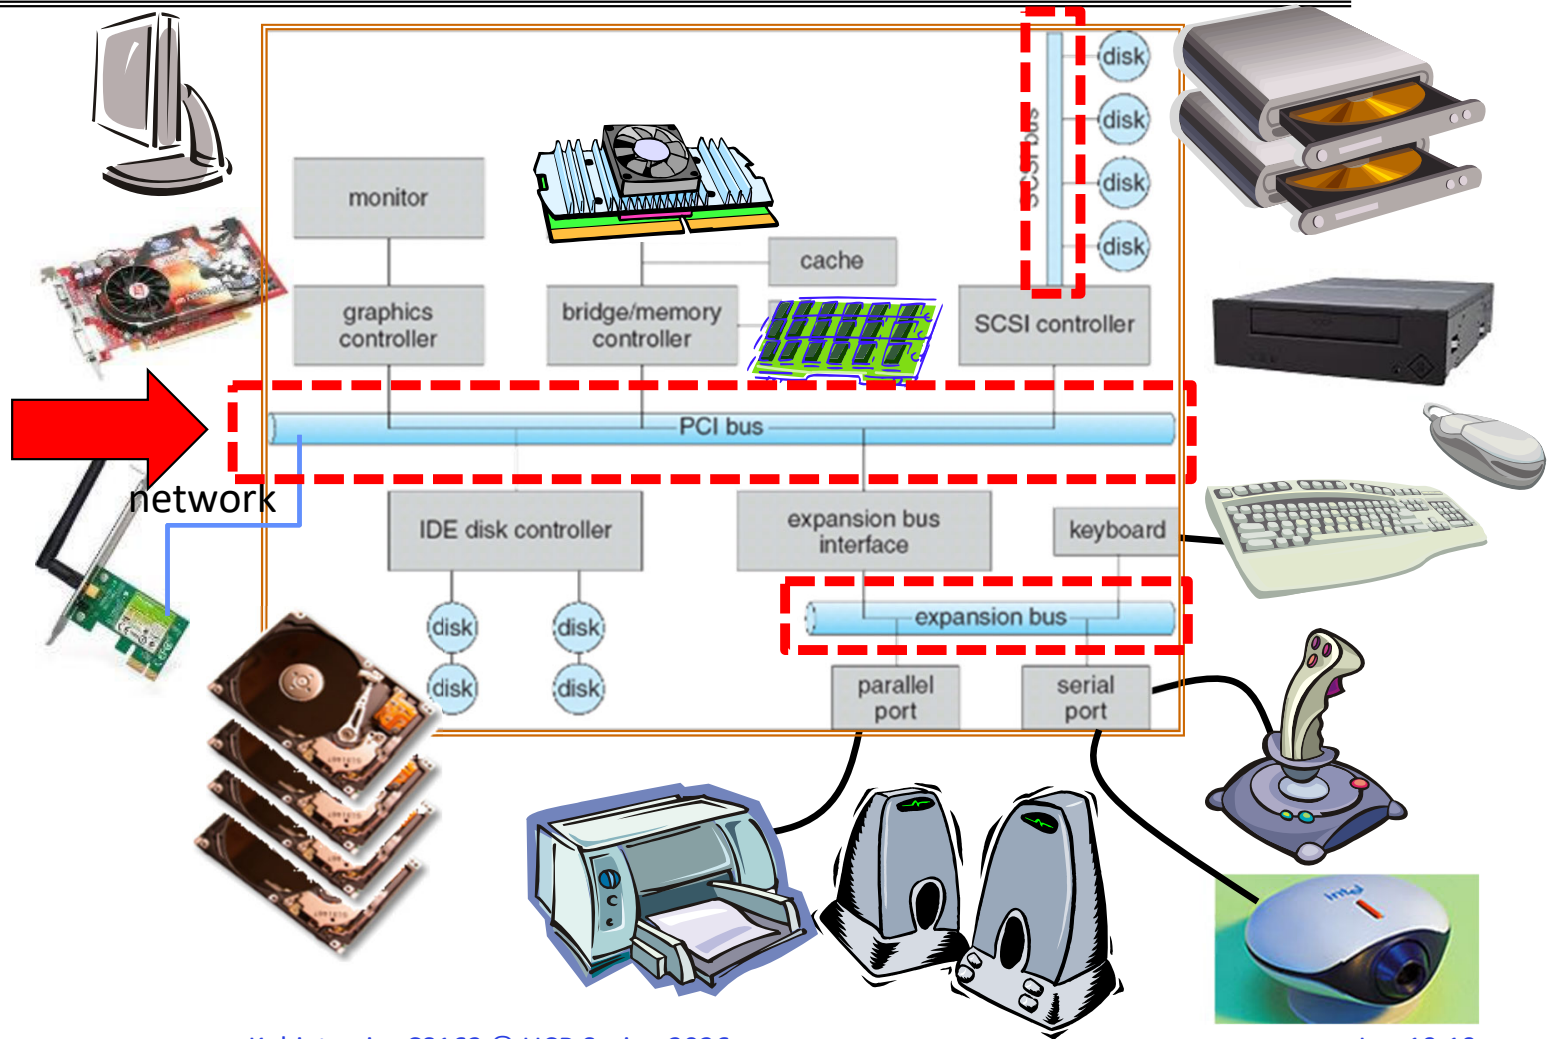 disk
disk
disk
disk
SCSI bus
monitor
cache
graphics
controller
bridge/memory
controller
SCSI controller
PCI bus
network
IDE disk controller
expansion bus
interface
keyboard
expansion bus
disk
disk
disk
disk
parallel
port
serial
port
intel